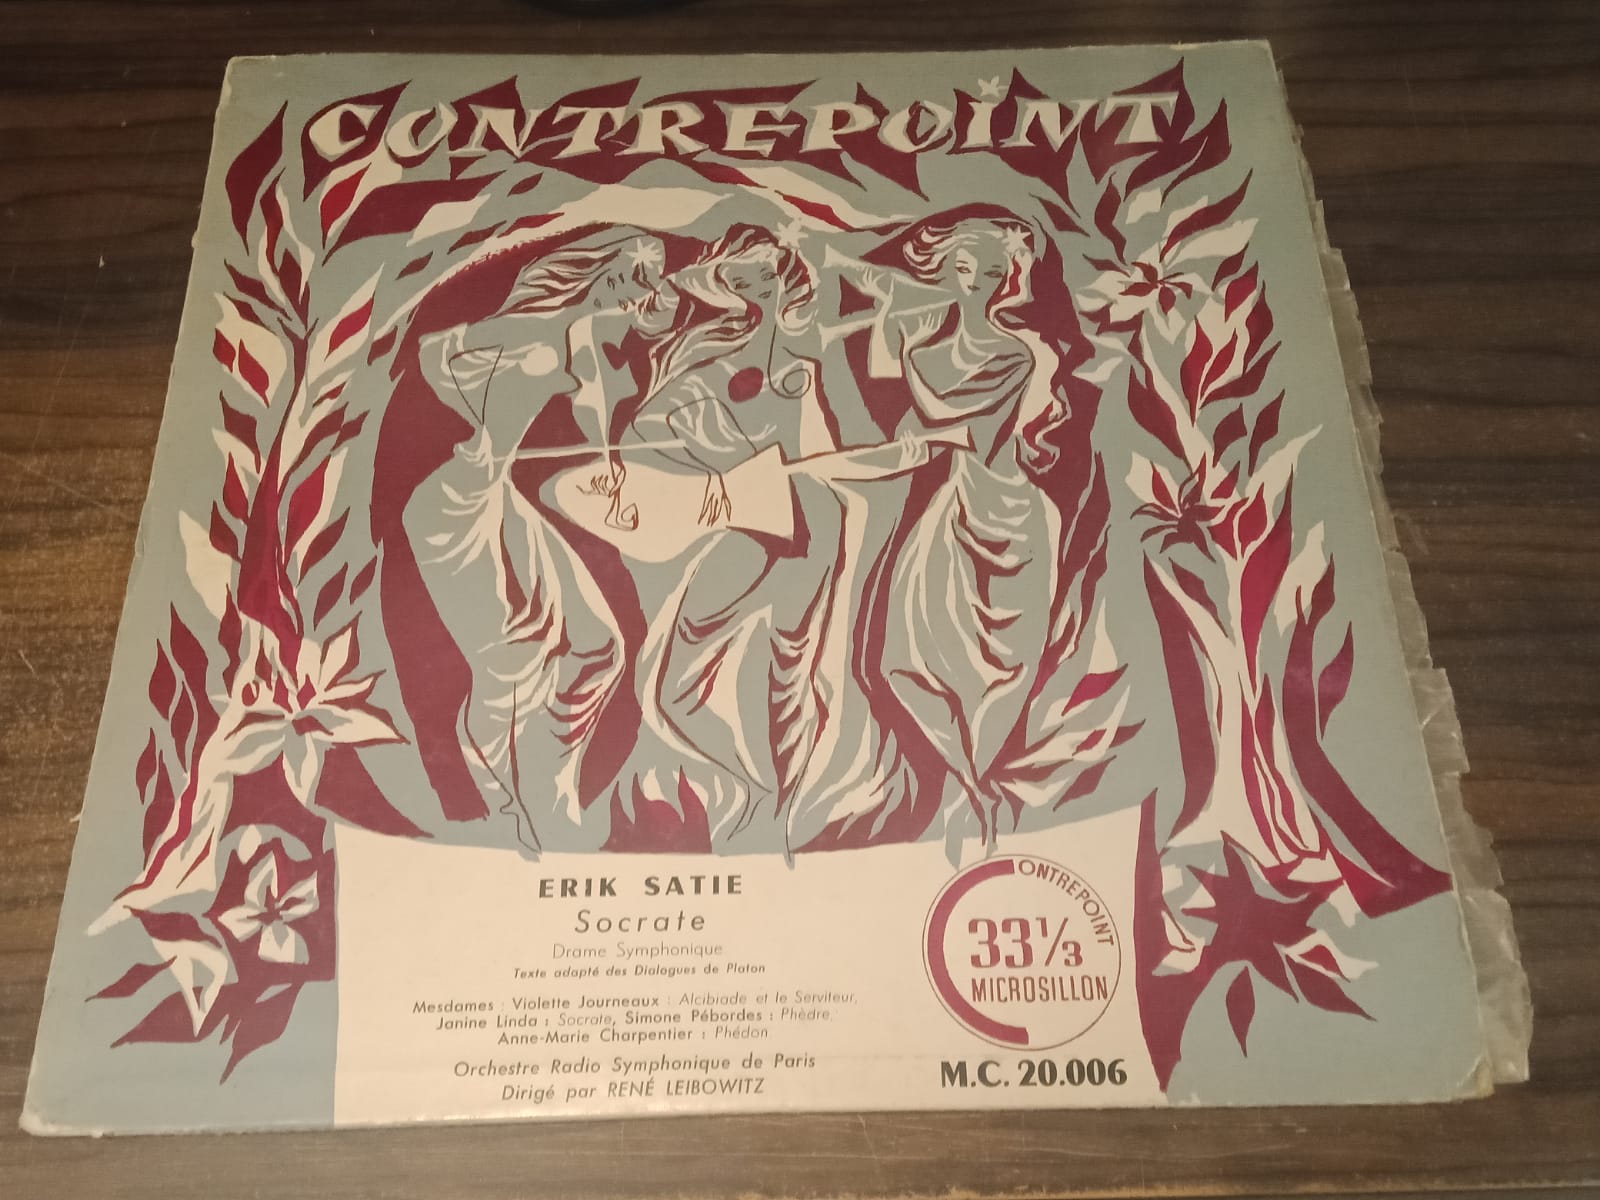 CONTREPOINT
ERIK SATIE
Socrate
Drame Symphonique
Texte adapté des Dialogues de Platon
Mesdames : Violette Journeaux : Alcibiade et le Serviteur,
Janine Linda : Socrate, Simone Pébordes : Phèdre,
Anne-Marie Charpentier : Phédon
Orchestre Radio Symphonique de Paris
Dirigé par RENÉ LEIBOWITZ
CONTREPOINT
33 1/3
MICROSILLON
M.C. 20.006